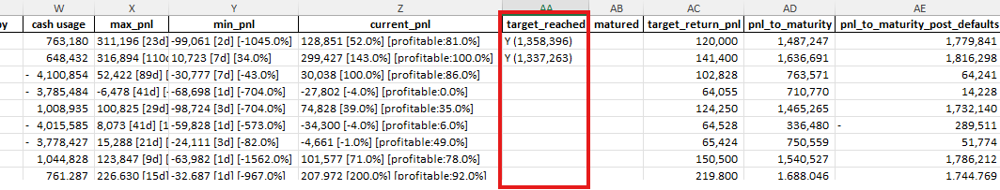 W X Y Z AA AB AC AD AE
cash usage max_pnl min_pnl current_pnl target_reached matured target_return_pnl pnl_to_maturity pnl_to_maturity_post_defaults
763,180 311,196 [23d] -99,061 [2d] [-1045.0%] 128,851 [52.0%] [profitable:81.0%] Y (1,358,396) 120,000 1,487,247 1,779,841
648,432 316,894 [110d 10,723 [7d] [34.0%] 299,427 [143.0%] [profitable:100.0%] Y (1,337,263) 141,400 1,636,691 1,816,298
- 4,100,854 52,422 [89d] -30,777 [7d] [-43.0%] 30,038 [100.0%] [profitable:86.0%] 102,828 763,571 64,241
- 3,785,484 -6,478 [41d] -68,698 [1d] [-704.0%] -27,802 [-4.0%] [profitable:0.0%] 64,055 710,770 14,228
1,008,935 100,825 [29d] -98,724 [3d] [-704.0%] 74,828 [39.0%] [profitable:35.0%] 124,250 1,465,265 1,732,140
- 4,015,585 8,073 [41d] [1 -59,828 [1d] [-573.0%] -34,300 [-4.0%] [profitable:6.0%] 64,528 336,480 - 289,511
- 3,778,427 15,288 [21d] -24,111 [3d] [-82.0%] -4,661 [-1.0%] [profitable:49.0%] 65,424 750,559 51,774
1,044,828 123,847 [9d] -63,982 [1d] [-1562.0%] 101,577 [71.0%] [profitable:78.0%] 150,500 1,540,527 1,786,212
761,287 226,630 [15d] -32,687 [1d] [-967.0%] 207,972 [200.0%] [profitable:92.0%] 219,800 1,688,046 1,744,769